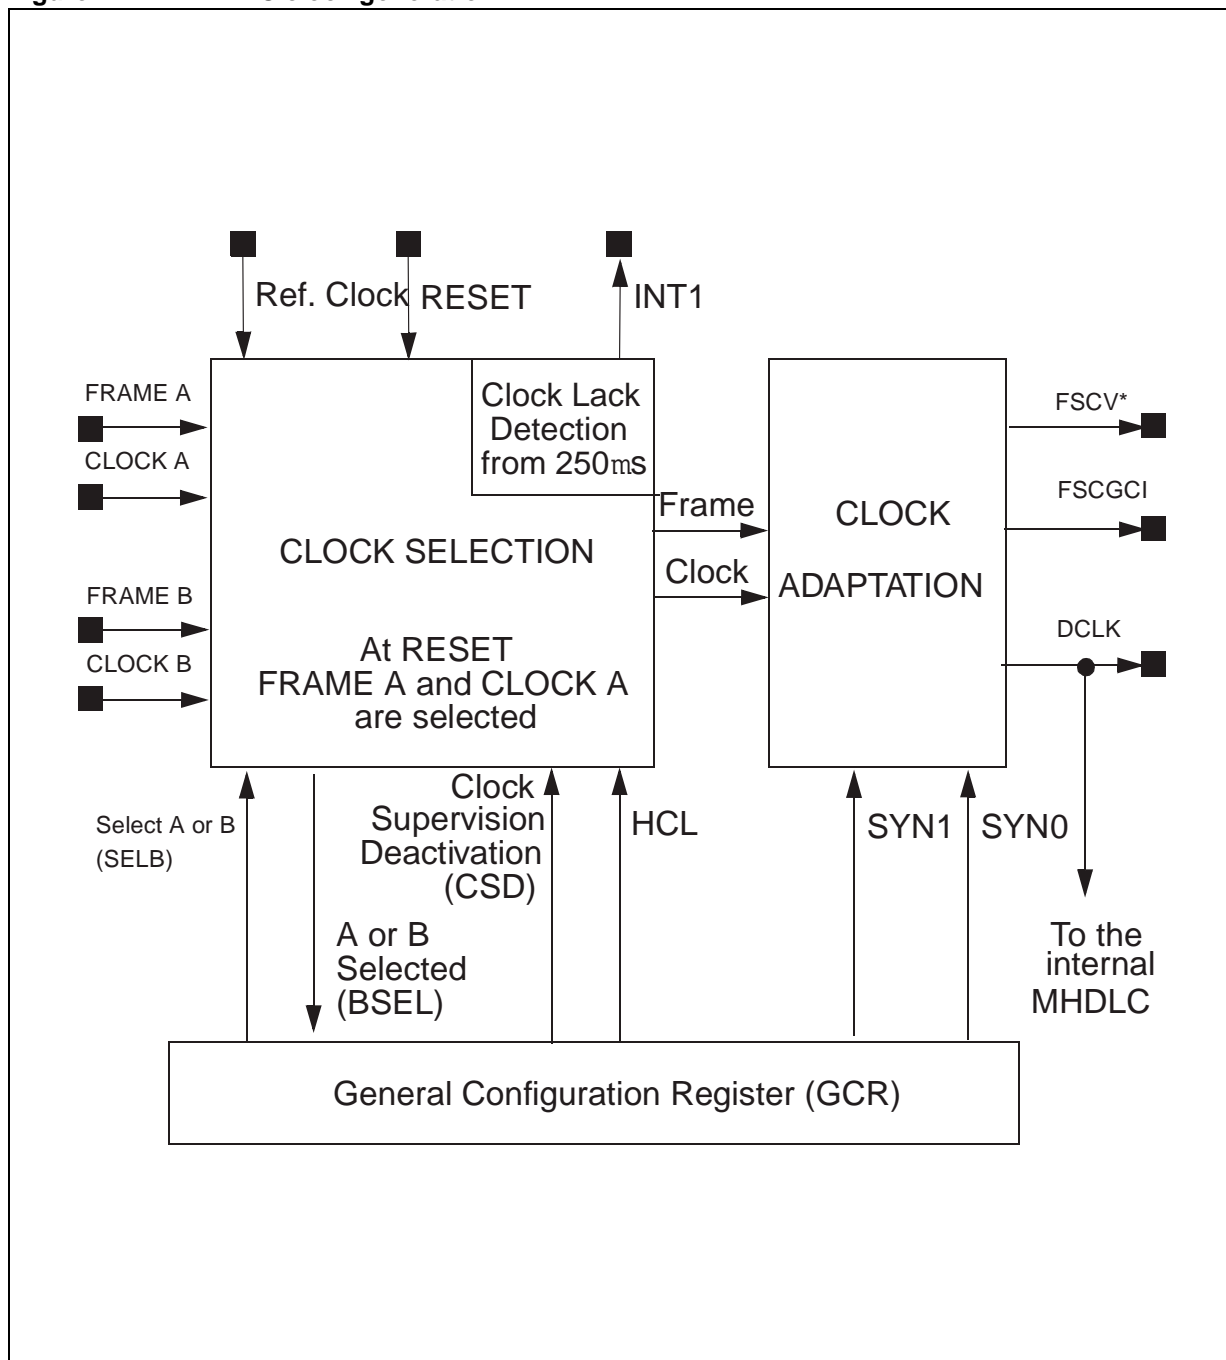 Ref. Clock
RESET
INT1
FRAME A
CLOCK A
FRAME B
CLOCK B
Clock Lack
Detection
from 250ms
CLOCK SELECTION
At RESET
FRAME A and CLOCK A
are selected
Frame
Clock
CLOCK
ADAPTATION
FSCV*
FSCGCI
DCLK
Select A or B
(SELB)
A or B
Selected
(BSEL)
Clock
Supervision
Deactivation
(CSD)
HCL
SYN1
SYN0
To the
internal
MHDLC
General Configuration Register (GCR)